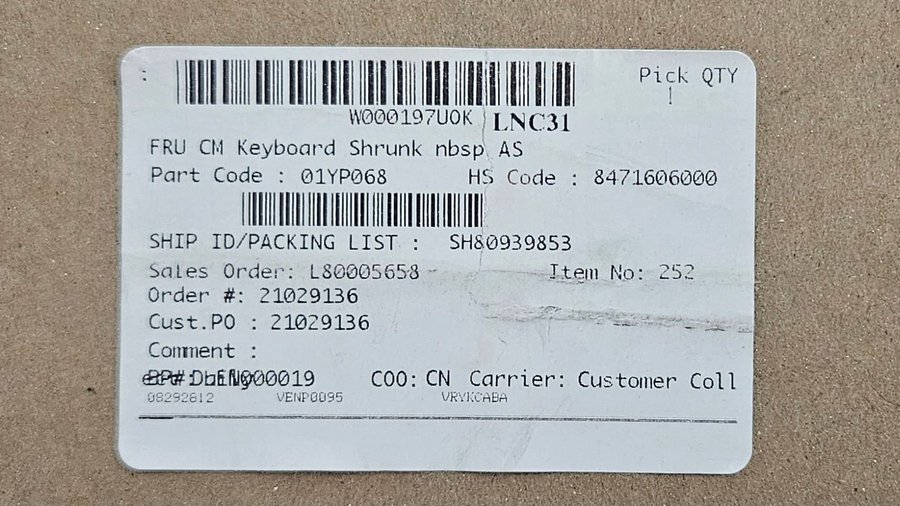 : Pick QTY
1
W000197U0K LNC31
FRU CM Keyboard Shrunk nbsp AS
Part Code : 01YP068 HS Code : 8471606000
SHIP ID/PACKING LIST : SH80939853
Sales Order: L80005658 Item No: 252
Order #: 21029136
Cust.PO : 21029136
Comment :
COO: CN Carrier: Customer Coll
08292812 VENP0095 VRYKCABA